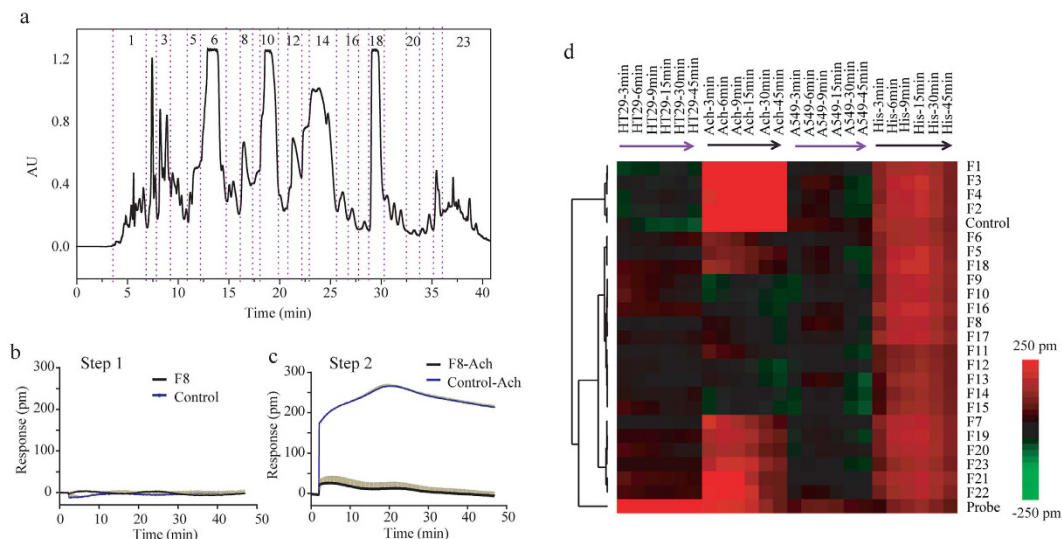 a
1 3 5 6 8 10 12 14 16 18 20 23
1.2
0.8
0.4
0.0
AU
0 5 10 15 20 25 30 35 40
Time (min)
b
Step 1
F8
Control
300
200
100
0
Response (pm)
0 10 20 30 40 50
Time (min)
c
Step 2
F8-Ach
Control-Ach
300
200
100
0
Response (pm)
0 10 20 30 40 50
Time (min)
d
HT29-3min
HT29-6min
HT29-9min
HT29-15min
HT29-30min
HT29-45min
Ach-3min
Ach-6min
Ach-9min
Ach-15min
Ach-30min
Ach-45min
A549-3min
A549-6min
A549-9min
A549-15min
A549-30min
A549-45min
His-3min
His-6min
His-9min
His-15min
His-30min
His-45min
F1
F3
F4
F2
Control
F6
F5
F18
F9
F10
F16
F8
F17
F11
F12
F13
F14
F15
F7
F19
F20
F23
F21
F22
Probe
250 pm
-250 pm